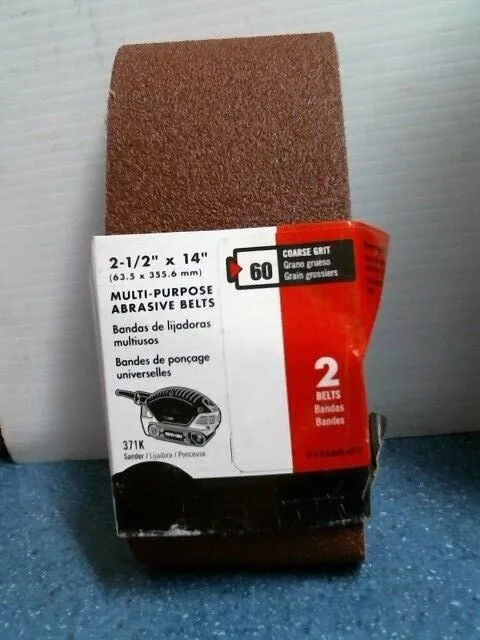 2-1/2" x 14"
(63.5 x 355.6 mm)
MULTI-PURPOSE
ABRASIVE BELTS
Bandas de lijadoras
multiusos
Bandes de ponçage
universelles
371K
Sander / Lijadora / Ponceuse
60
COARSE GRIT
Grano grueso
Grain grossiers
2
BELTS
Bandas
Bandes